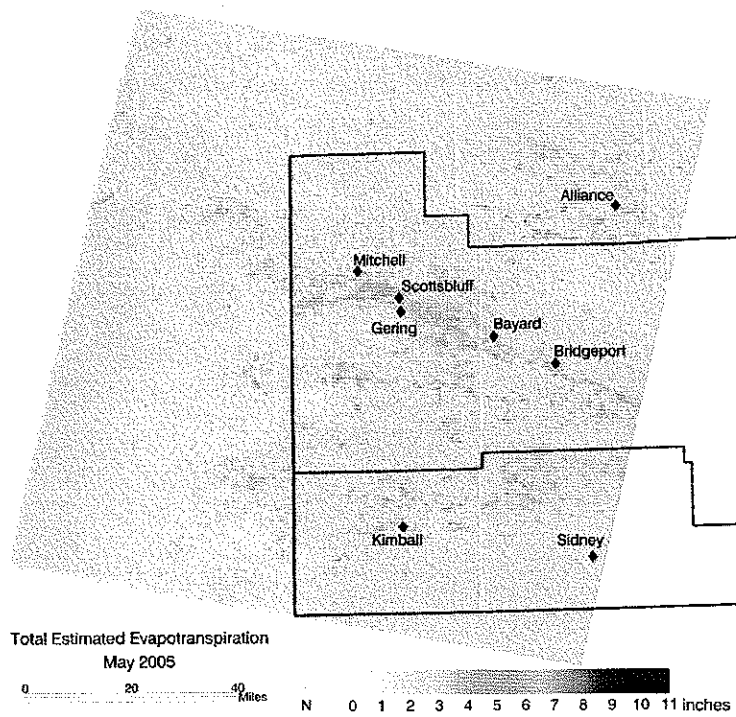 Alliance
Mitchell
Scottsbluff
Gering
Bayard
Bridgeport
Kimball
Sidney
Total Estimated Evapotranspiration
May 2005
0 20 40 Miles
N 0 1 2 3 4 5 6 7 8 9 10 11 inches